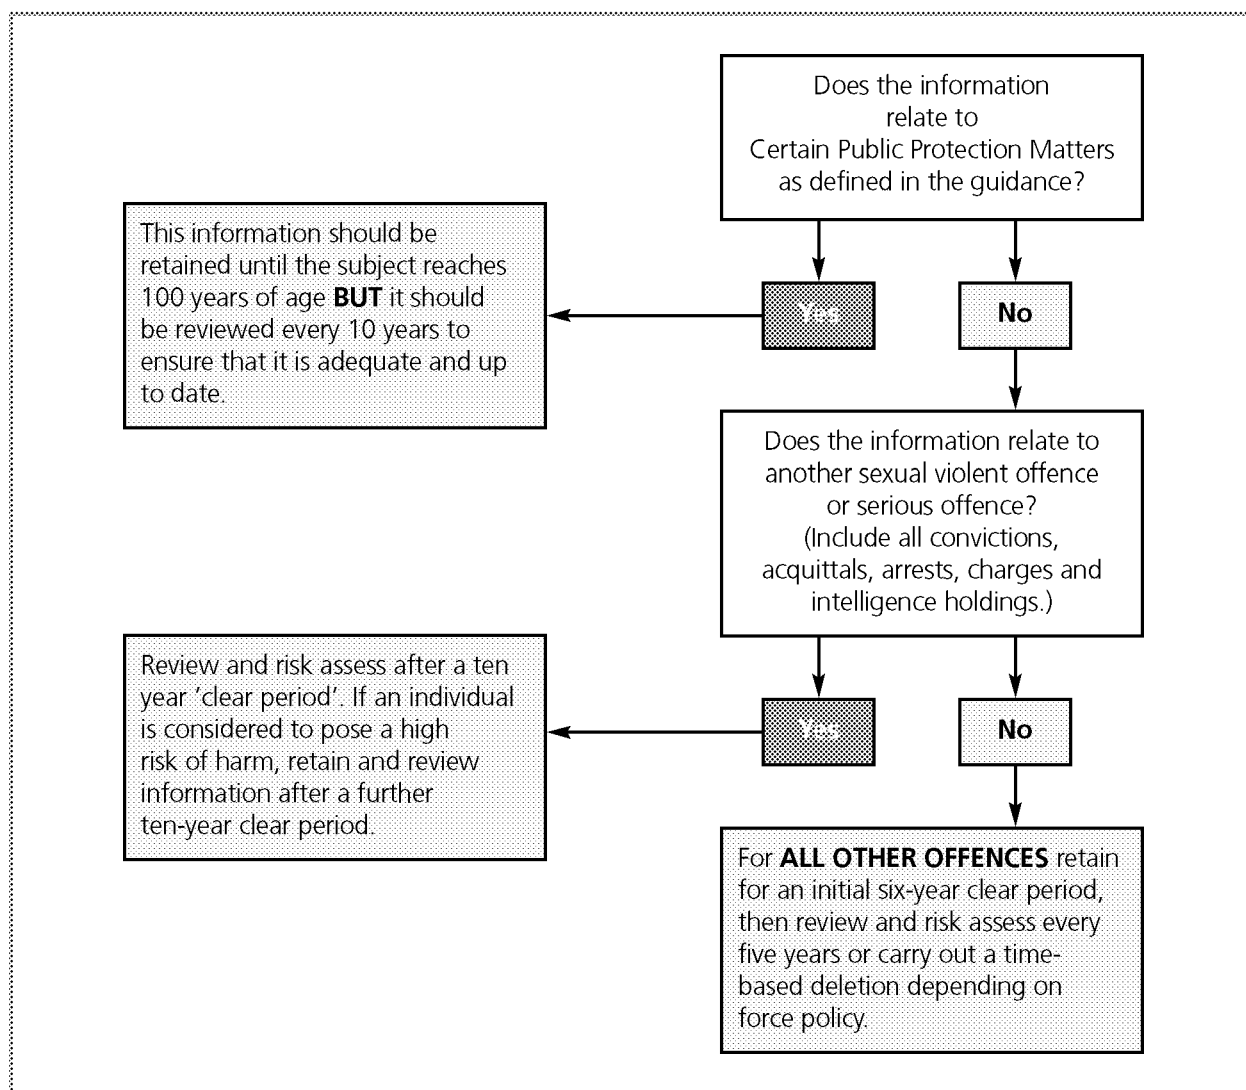 Does the information
relate to
Certain Public Protection Matters
as defined in the guidance?
This information should be
retained until the subject reaches
100 years of age BUT it should
be reviewed every 10 years to
ensure that it is adequate and up
to date.
Yes
No
Does the information relate to
another sexual violent offence
or serious offence?
(Include all convictions,
acquittals, arrests, charges and
intelligence holdings.)
Review and risk assess after a ten
year 'clear period'. If an individual
is considered to pose a high
risk of harm, retain and review
information after a further
ten-year clear period.
Yes
No
For ALL OTHER OFFENCES retain
for an initial six-year clear period,
then review and risk assess every
five years or carry out a time-
based deletion depending on
force policy.